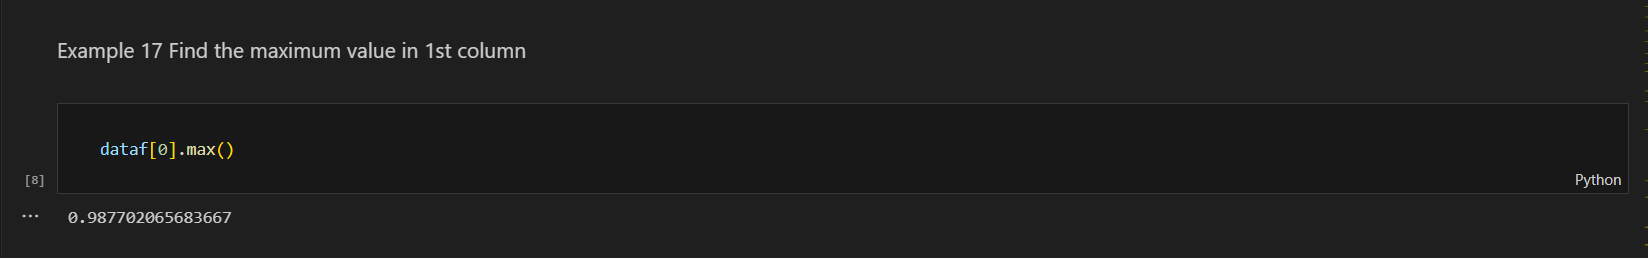 Example 17 Find the maximum value in 1st column
dataf[0].max()
[8]
Python
... 0.987702065683667